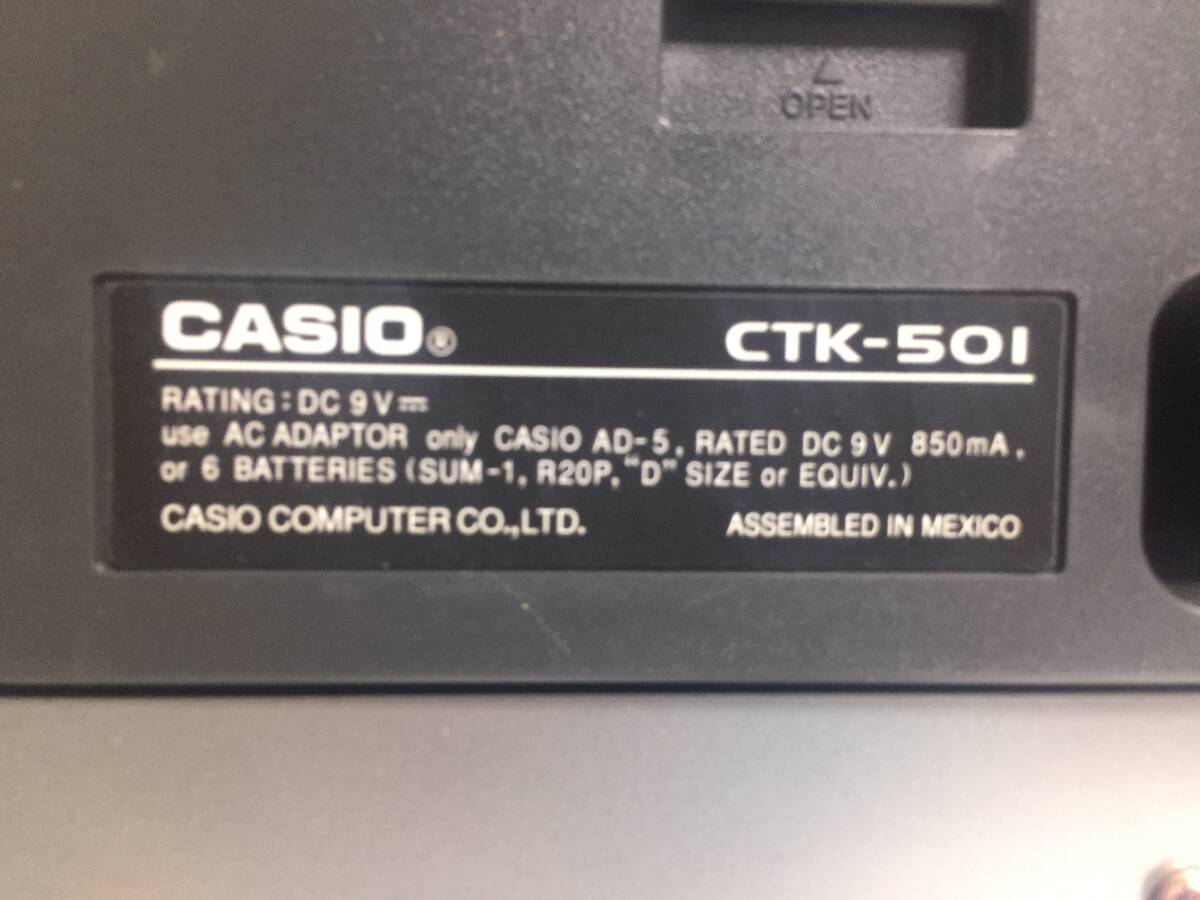 OPEN
CASIO® CTK-501
RATING : DC 9 V ⎓
use AC ADAPTOR only CASIO AD-5, RATED DC 9 V 850mA,
or 6 BATTERIES (SUM-1, R20P, "D" SIZE or EQUIV.)
CASIO COMPUTER CO.,LTD. ASSEMBLED IN MEXICO